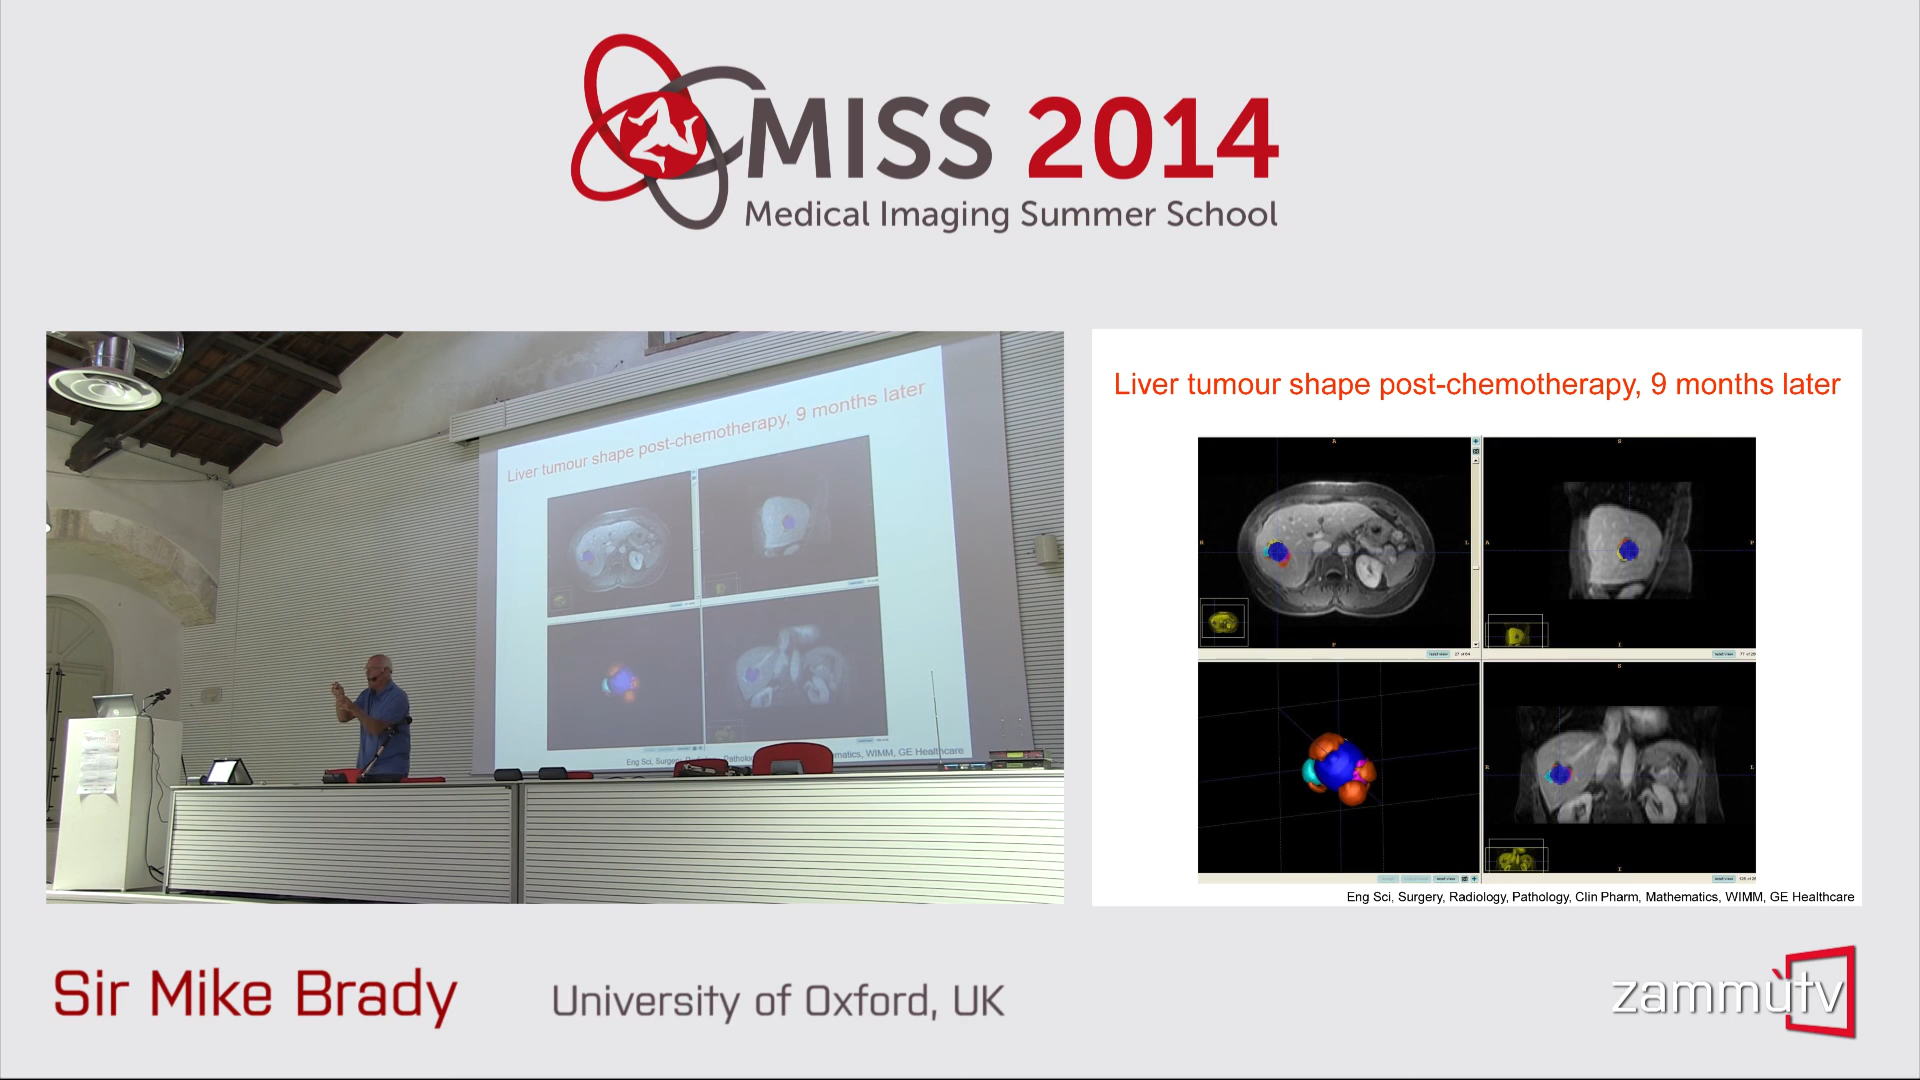 MISS 2014
Medical Imaging Summer School
Liver tumour shape post-chemotherapy, 9 months later
Liver tumour shape post-chemotherapy, 9 months later
Eng Sci, Surgery, Radiology, Pathology, Clin Pharm, Mathematics, WIMM, GE Healthcare
Sir Mike Brady
University of Oxford, UK
zammùtv